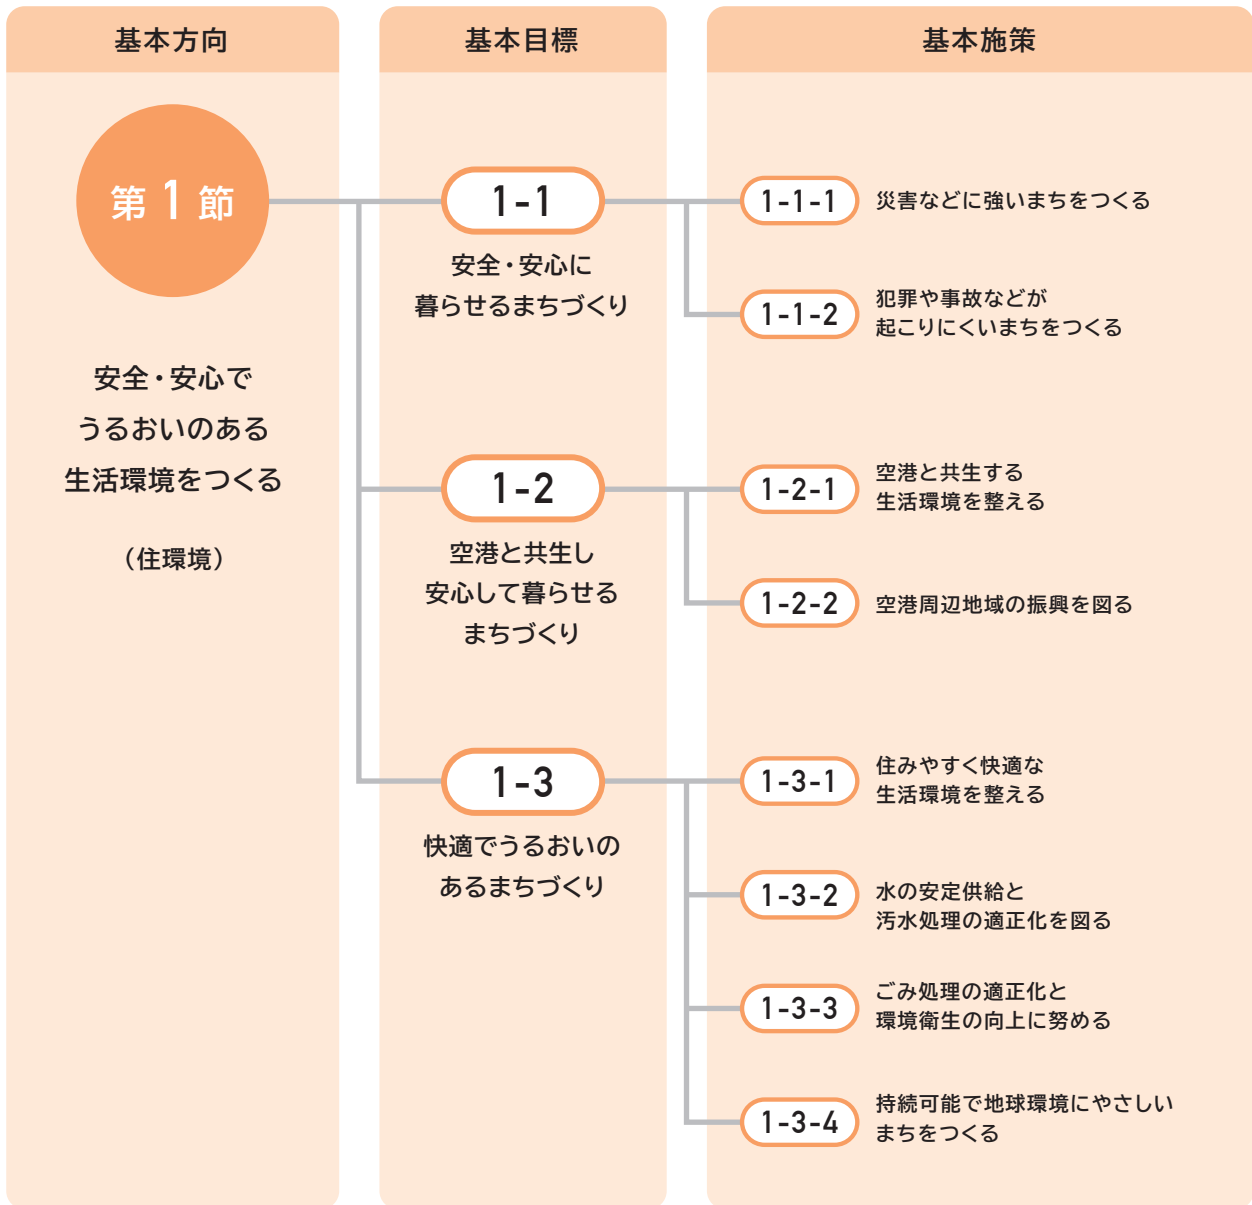 基本方向
基本目標
基本施策
第1節
安全・安心で
うるおいのある
生活環境をつくる
（住環境）
1-1
安全・安心に
暮らせるまちづくり
1-1-1
災害などに強いまちをつくる
1-1-2
犯罪や事故などが
起こりにくいまちをつくる
1-2
空港と共生し
安心して暮らせる
まちづくり
1-2-1
空港と共生する
生活環境を整える
1-2-2
空港周辺地域の振興を図る
1-3
快適でうるおいの
あるまちづくり
1-3-1
住みやすく快適な
生活環境を整える
1-3-2
水の安定供給と
汚水処理の適正化を図る
1-3-3
ごみ処理の適正化と
環境衛生の向上に努める
1-3-4
持続可能で地球環境にやさしい
まちをつくる